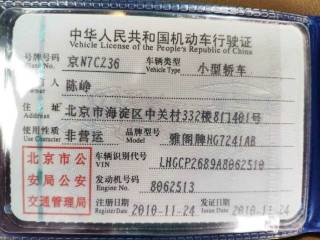 中华人民共和国机动车行驶证
Vehicle License of the People's Republic of China
号牌号码 京N7CZ36 车辆类型 小型轿车
Vehicle Type
人 陈峥
址 北京市海淀区中关村332楼8门401号
使用性质 非营运 品牌型号 雅阁牌HG7241AB
北京市公
安局公安
交通管理局
车辆识别代号 LHGCP2689A8062510
VIN
发动机号码 8062513
Engine No.
注册日期 2010-11-24 发证日期 2010-11-24
Register Date Issue Date